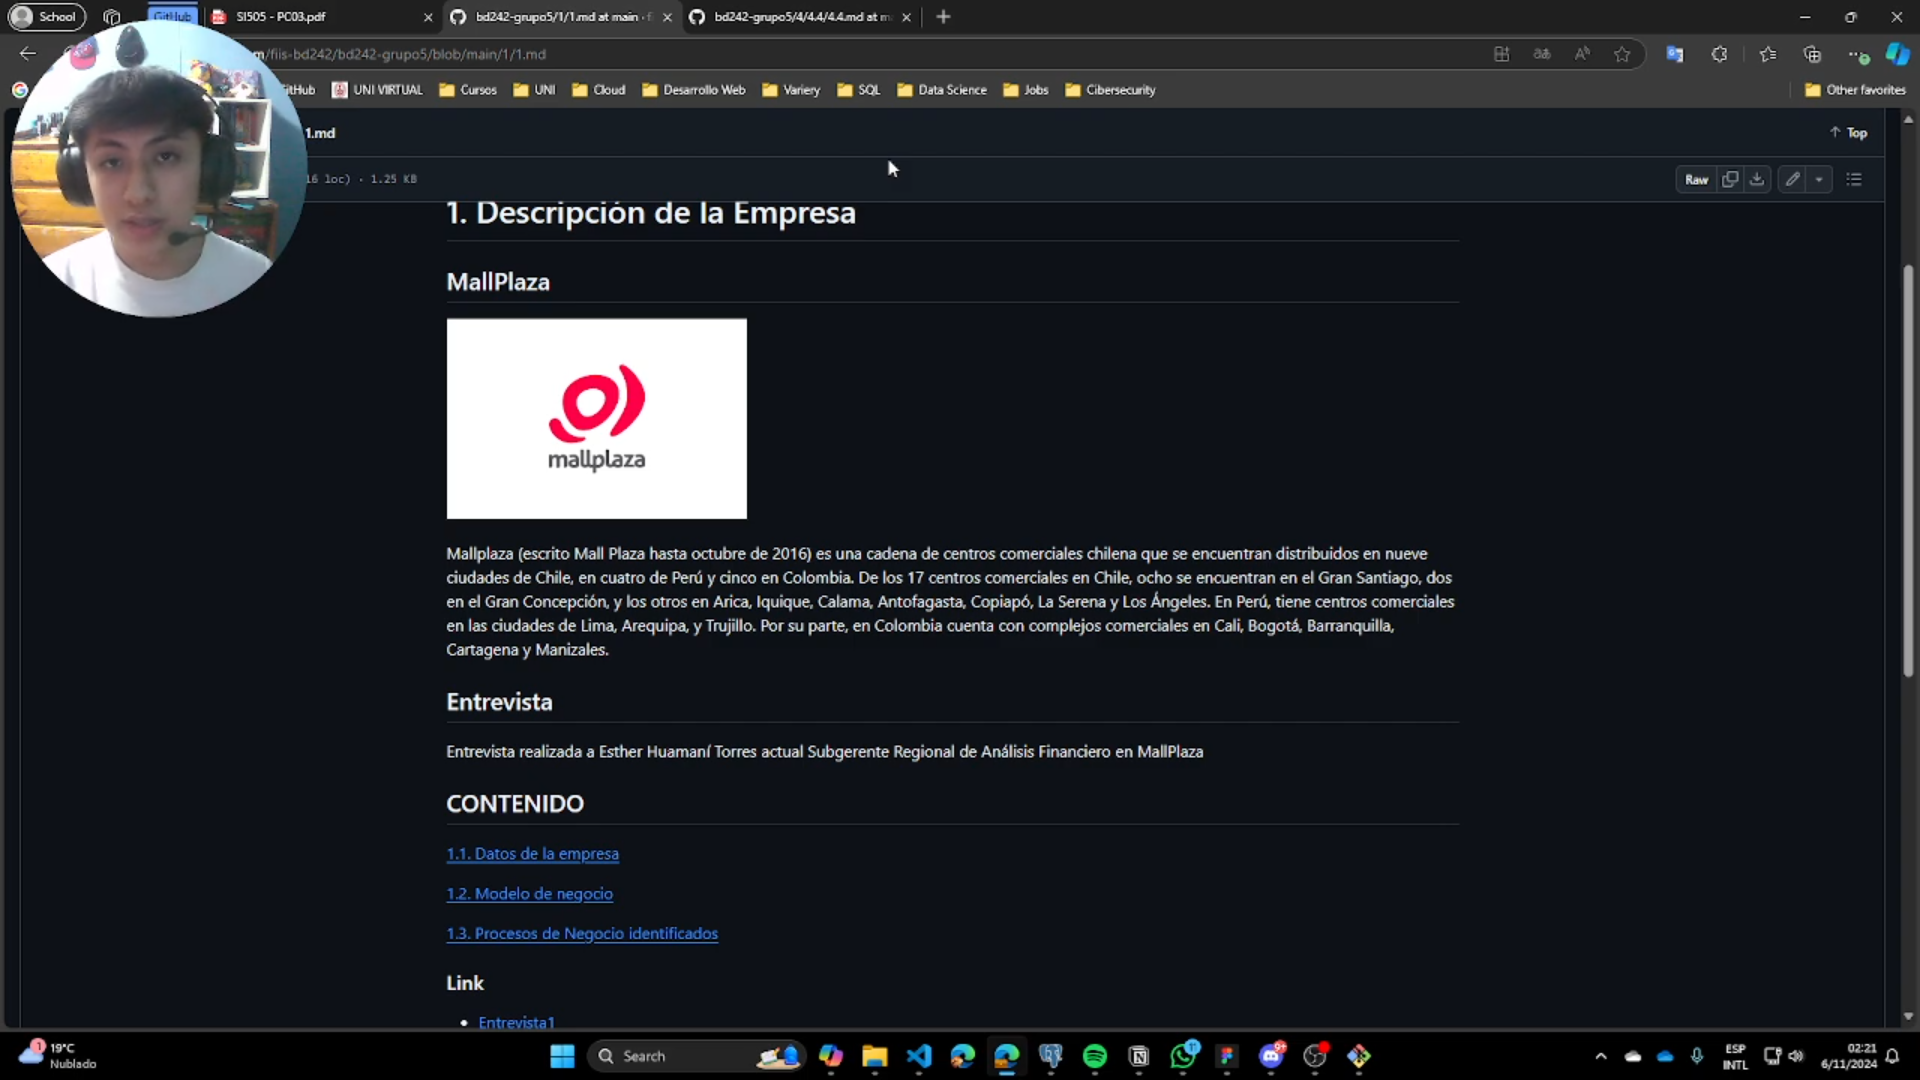 School
GitHub
SI505 - PC03.pdf
bd242-grupo5/1/1.md at main · f
bd242-grupo5/4/4.4/4.4.md at m
m/fiis-bd242/bd242-grupo5/blob/main/1/1.md
GitHub
UNI VIRTUAL
Cursos
UNI
Cloud
Desarrollo Web
Variery
SQL
Data Science
Jobs
Cibersecurity
Other favorites
1.md
Top
16 loc) · 1.25 KB
Raw
1. Descripción de la Empresa
MallPlaza
mallplaza
Mallplaza (escrito Mall Plaza hasta octubre de 2016) es una cadena de centros comerciales chilena que se encuentran distribuidos en nueve
ciudades de Chile, en cuatro de Perú y cinco en Colombia. De los 17 centros comerciales en Chile, ocho se encuentran en el Gran Santiago, dos
en el Gran Concepción, y los otros en Arica, Iquique, Calama, Antofagasta, Copiapó, La Serena y Los Ángeles. En Perú, tiene centros comerciales
en las ciudades de Lima, Arequipa, y Trujillo. Por su parte, en Colombia cuenta con complejos comerciales en Cali, Bogotá, Barranquilla,
Cartagena y Manizales.
Entrevista
Entrevista realizada a Esther Huamaní Torres actual Subgerente Regional de Análisis Financiero en MallPlaza
CONTENIDO
1.1. Datos de la empresa
1.2. Modelo de negocio
1.3. Procesos de Negocio identificados
Link
Entrevista1
19°C
Nublado
Search
ESP
INTL
02:21
6/11/2024